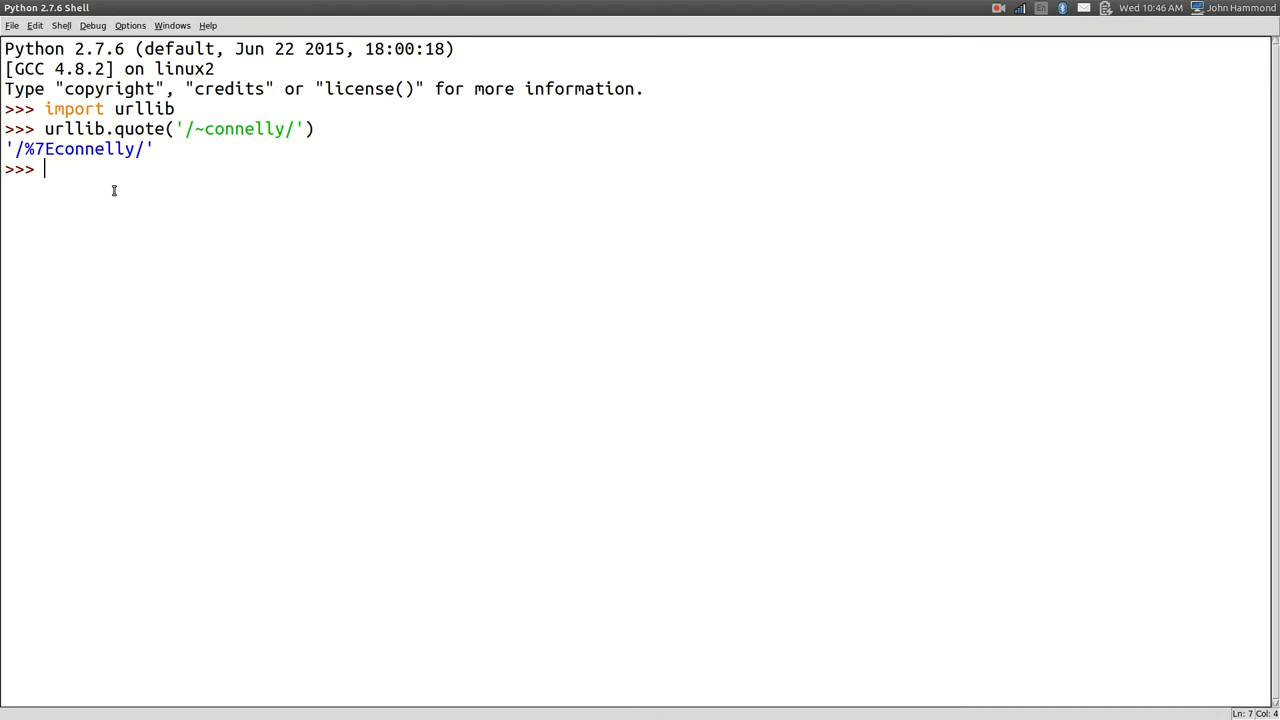 Python 2.7.6 Shell
Wed 10:46 AM John Hammond
File Edit Shell Debug Options Windows Help
Python 2.7.6 (default, Jun 22 2015, 18:00:18)
[GCC 4.8.2] on linux2
Type "copyright", "credits" or "license()" for more information.
>>> import urllib
>>> urllib.quote('/~connelly/')
'/%7Econnelly/'
>>>
Ln: 7 Col: 4